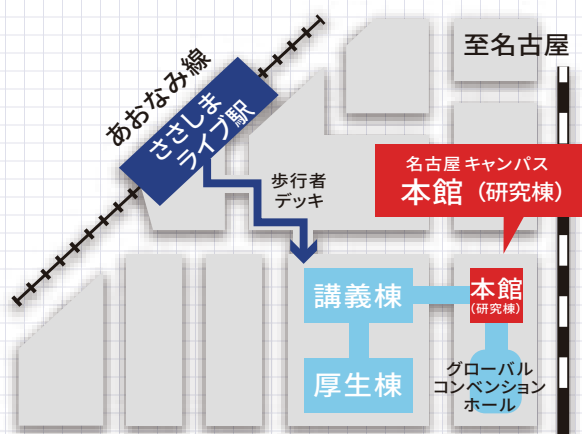 至名古屋
あおなみ線
ささしま
ライブ駅
名古屋キャンパス
本館（研究棟）
歩行者
デッキ
講義棟
本館
（研究棟）
厚生棟
グローバル
コンベンション
ホール